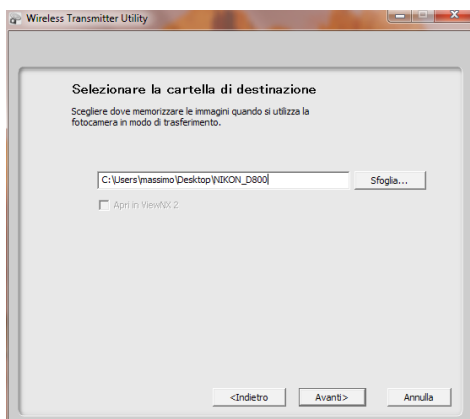 Wireless Transmitter Utility
Selezionare la cartella di destinazione
Scegliere dove memorizzare le immagini quando si utilizza la
fotocamera in modo di trasferimento.
C:\Users\massimo\Desktop\NIKON_D800
Sfoglia...
Apri in ViewNX 2
<Indietro
Avanti>
Annulla